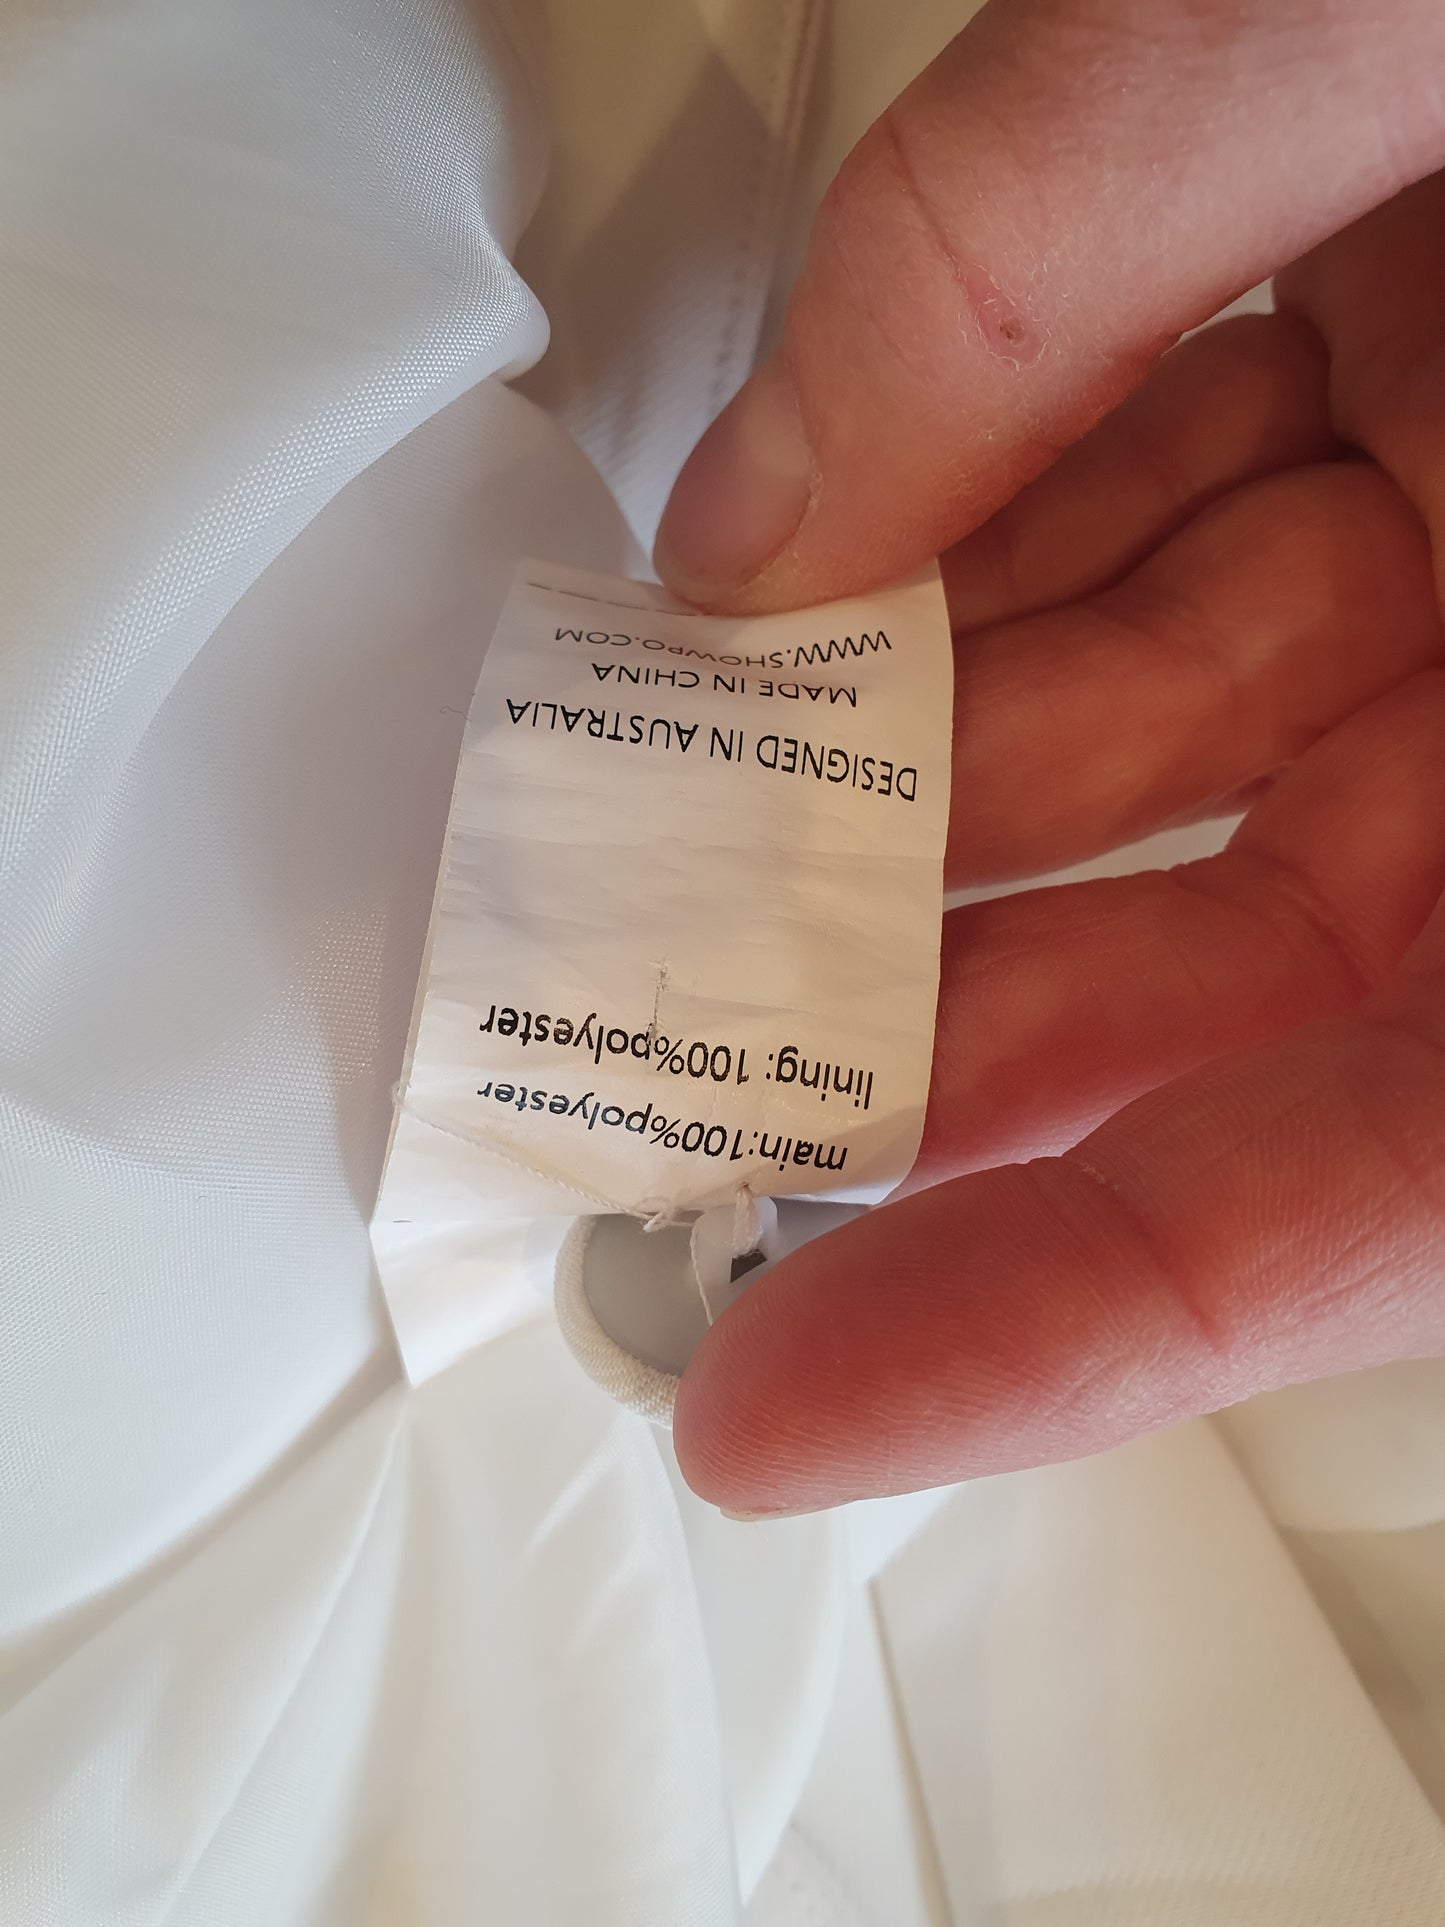 main:100%polyester
lining: 100%polyester
DESIGNED IN AUSTRALIA
MADE IN CHINA
WWW.SHOWPO.COM